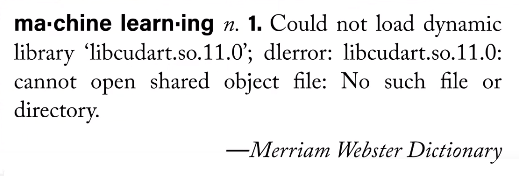 ma·chine learn·ing n. 1. Could not load dynamic
library ‘libcudart.so.11.0’; dlerror: libcudart.so.11.0:
cannot open shared object file: No such file or
directory.
—Merriam Webster Dictionary